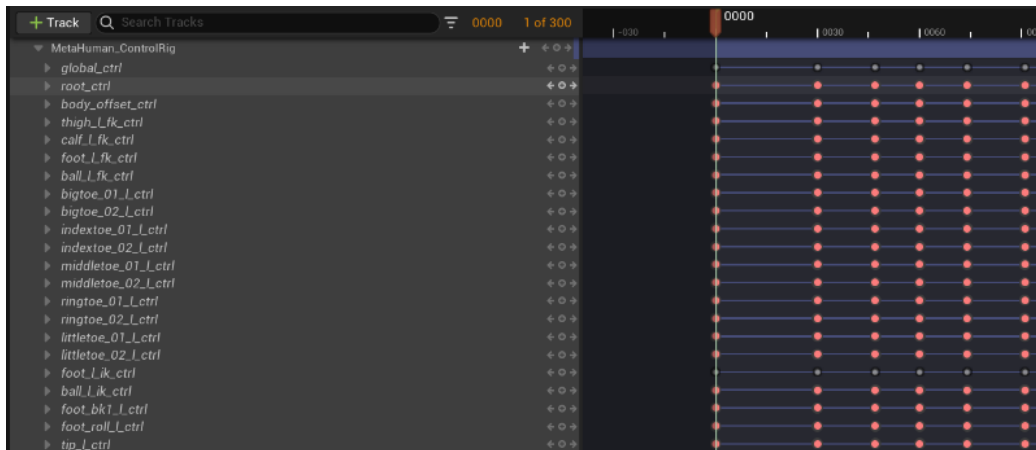 + Track Search Tracks 0000 1 of 300
0000
-030 0030 0060
MetaHuman_ControlRig
global_ctrl
root_ctrl
body_offset_ctrl
thigh_l_fk_ctrl
calf_l_fk_ctrl
foot_l_fk_ctrl
ball_l_fk_ctrl
bigtoe_01_l_ctrl
bigtoe_02_l_ctrl
indextoe_01_l_ctrl
indextoe_02_l_ctrl
middletoe_01_l_ctrl
middletoe_02_l_ctrl
ringtoe_01_l_ctrl
ringtoe_02_l_ctrl
littletoe_01_l_ctrl
littletoe_02_l_ctrl
foot_l_ik_ctrl
ball_l_ik_ctrl
foot_bk1_l_ctrl
foot_roll_l_ctrl
tip_l_ctrl